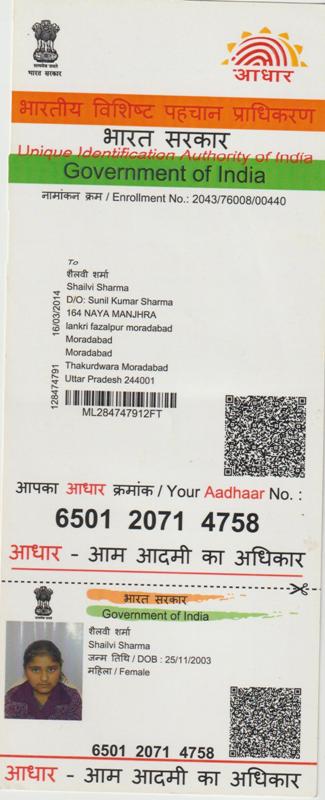 सत्यमेव जयते
भारत सरकार
आधार
भारतीय विशिष्ट पहचान प्राधिकरण
भारत सरकार
Unique Identification Authority of India
Government of India
नामांकन क्रम / Enrollment No.: 2043/76008/00440
To
शैलवी शर्मा
Shailvi Sharma
D/O: Sunil Kumar Sharma
164 NAYA MANJHRA
lankri fazalpur moradabad
Moradabad
Moradabad
Thakurdwara Moradabad
Uttar Pradesh 244001
16/03/2014
128474791
ML284747912FT
आपका आधार क्रमांक / Your Aadhaar No. :
6501 2071 4758
आधार - आम आदमी का अधिकार
भारत सरकार
Government of India
शैलवी शर्मा
Shailvi Sharma
जन्म तिथि / DOB : 25/11/2003
महिला / Female
6501 2071 4758
आधार - आम आदमी का अधिकार